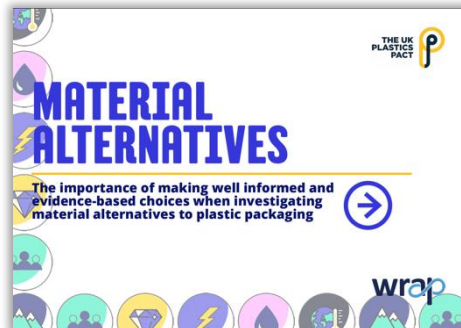 THE UK
PLASTICS
PACT
MATERIAL
ALTERNATIVES
The importance of making well informed and
evidence-based choices when investigating
material alternatives to plastic packaging
wrap